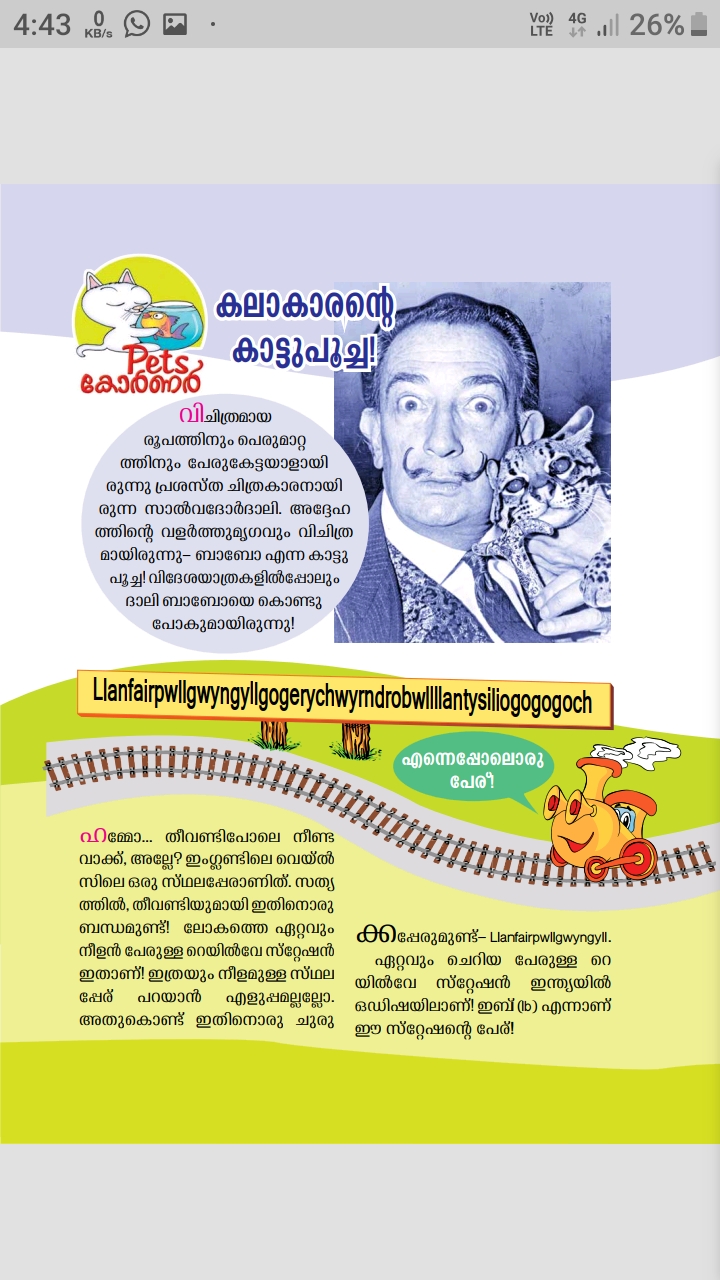 4:43 0 KB/s Vo)) LTE 4G 26%
Pets
കോർണർ
കലാകാരന്റെ
കാട്ടുപൂച്ച!
വിചിത്രമായ
രൂപത്തിനും പെരുമാറ്റ
ത്തിനും പേരുകേട്ടയാളായി
രുന്നു പ്രശസ്ത ചിത്രകാരനായി
രുന്ന സാൽവദോർദാലി. അദ്ദേഹ
ത്തിന്റെ വളർത്തുമൃഗവും വിചിത്ര
മായിരുന്നു– ബാബോ എന്ന കാട്ടു
പൂച്ച! വിദേശയാത്രകളിൽപ്പോലും
ദാലി ബാബോയെ കൊണ്ടു
പോകുമായിരുന്നു!
Llanfairpwllgwyngyllgogerychwyrndrobwllllantysiliogogogoch
എന്നെപ്പോലൊരു
പേര്!
ഹമ്മോ... തീവണ്ടിപോലെ നീണ്ട
വാക്ക്, അല്ലേ? ഇംഗ്ലണ്ടിലെ വെയ്ൽ
സിലെ ഒരു സ്ഥലപ്പേരാണിത്. സത്യ
ത്തിൽ, തീവണ്ടിയുമായി ഇതിനൊരു
ബന്ധമുണ്ട്! ലോകത്തെ ഏറ്റവും
നീളൻ പേരുള്ള റെയിൽവേ സ്റ്റേഷൻ
ഇതാണ്! ഇത്രയും നീളമുള്ള സ്ഥല
പ്പേര് പറയാൻ എളുപ്പമല്ലല്ലോ.
അതുകൊണ്ട് ഇതിനൊരു ചുരു
ക്കപ്പേരുമുണ്ട്– Llanfairpwllgwyngyll.
ഏറ്റവും ചെറിയ പേരുള്ള റെ
യിൽവേ സ്റ്റേഷൻ ഇന്ത്യയിൽ
ഒഡിഷയിലാണ്! ഇബ് (Ib) എന്നാണ്
ഈ സ്റ്റേഷന്റെ പേര്!